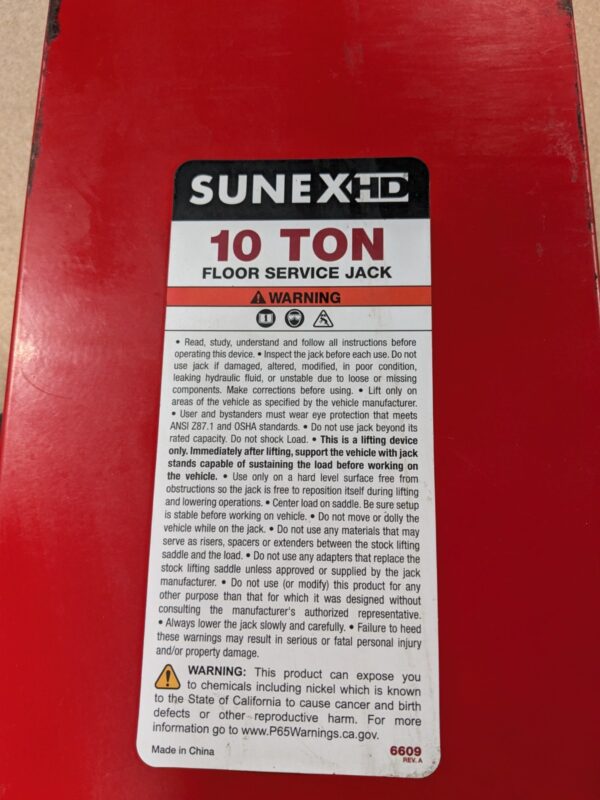 SUNEX HD
10 TON
FLOOR SERVICE JACK
WARNING
• Read, study, understand and follow all instructions before
operating this device. • Inspect the jack before each use. Do not
use jack if damaged, altered, modified, in poor condition,
leaking hydraulic fluid, or unstable due to loose or missing
components. Make corrections before using. • Lift only on
areas of the vehicle as specified by the vehicle manufacturer.
• User and bystanders must wear eye protection that meets
ANSI Z87.1 and OSHA standards. • Do not use jack beyond its
rated capacity. Do not shock Load. • This is a lifting device
only. Immediately after lifting, support the vehicle with jack
stands capable of sustaining the load before working on
the vehicle. • Use only on a hard level surface free from
obstructions so the jack is free to reposition itself during lifting
and lowering operations. • Center load on saddle. Be sure setup
is stable before working on vehicle. • Do not move or dolly the
vehicle while on the jack. • Do not use any materials that may
serve as risers, spacers or extenders between the stock lifting
saddle and the load. • Do not use any adapters that replace the
stock lifting saddle unless approved or supplied by the jack
manufacturer. • Do not use (or modify) this product for any
other purpose than that for which it was designed without
consulting the manufacturer's authorized representative.
• Always lower the jack slowly and carefully. • Failure to heed
these warnings may result in serious or fatal personal injury
and/or property damage.
WARNING: This product can expose you
to chemicals including nickel which is known
to the State of California to cause cancer and birth
defects or other reproductive harm. For more
information go to www.P65Warnings.ca.gov.
Made in China
6609
REV. A